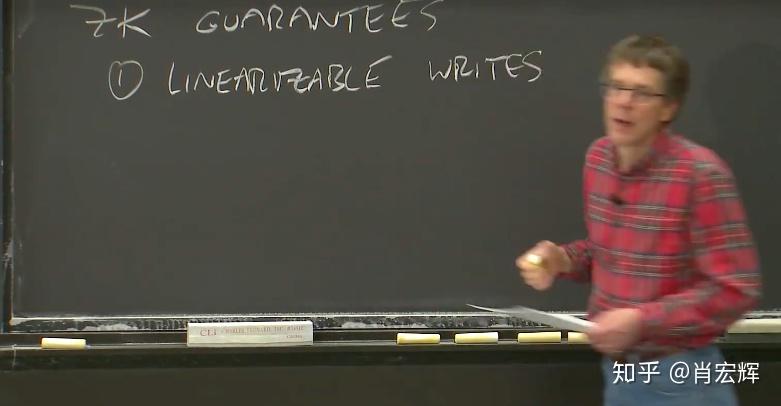 ZK GUARANTEES
① LINEARIZABLE WRITES
知乎 @肖宏辉